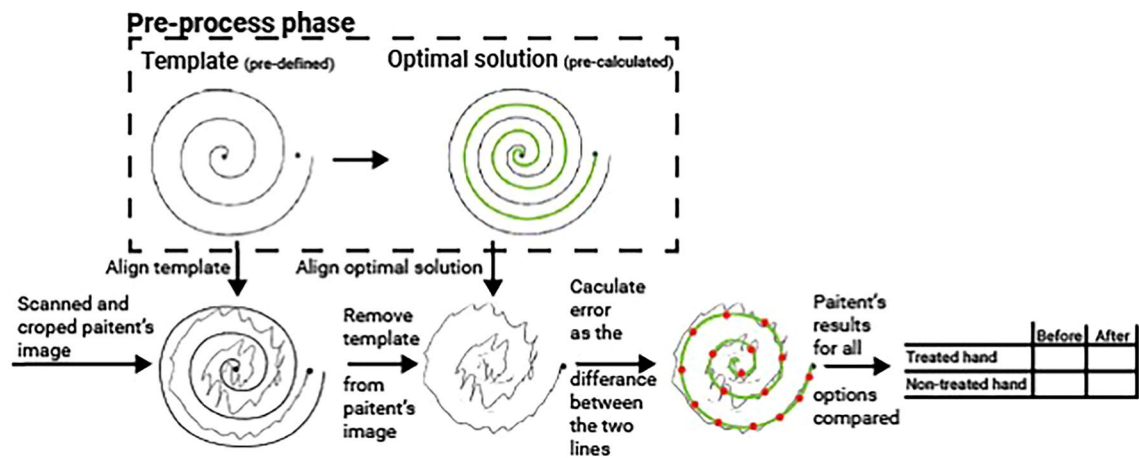 Pre-process phase
Template (pre-defined)
Optimal solution (pre-calculated)
Align template
Align optimal solution
Scanned and
croped paitent's
image
Remove
template
from
paitent's
image
Caculate
error
as the
differance
between
the two
lines
Paitent's
results
for all
options
compared
Before After
Treated hand
Non-treated hand